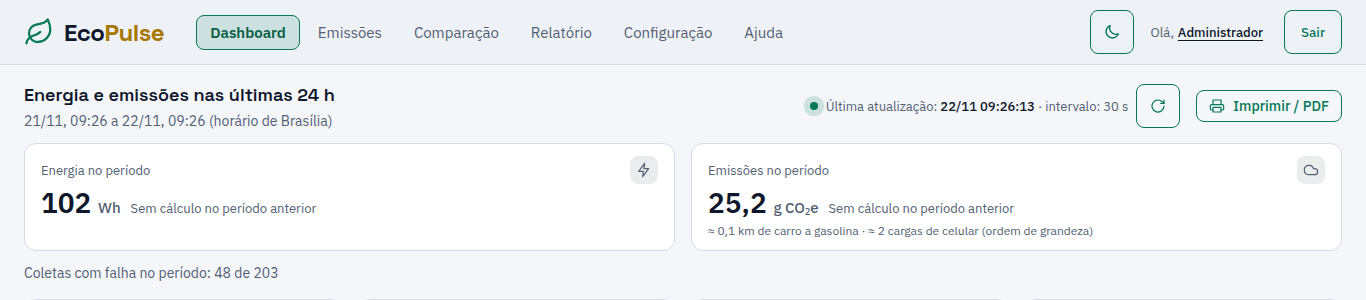 EcoPulse
Dashboard Emissões Comparação Relatório Configuração Ajuda
Olá, Administrador
Sair
Energia e emissões nas últimas 24 h
21/11, 09:26 a 22/11, 09:26 (horário de Brasília)
Última atualização: 22/11 09:26:13 · intervalo: 30 s
Imprimir / PDF
Energia no período
102 Wh Sem cálculo no período anterior
Emissões no período
25,2 g CO₂e Sem cálculo no período anterior
≈ 0,1 km de carro a gasolina · ≈ 2 cargas de celular (ordem de grandeza)
Coletas com falha no período: 48 de 203